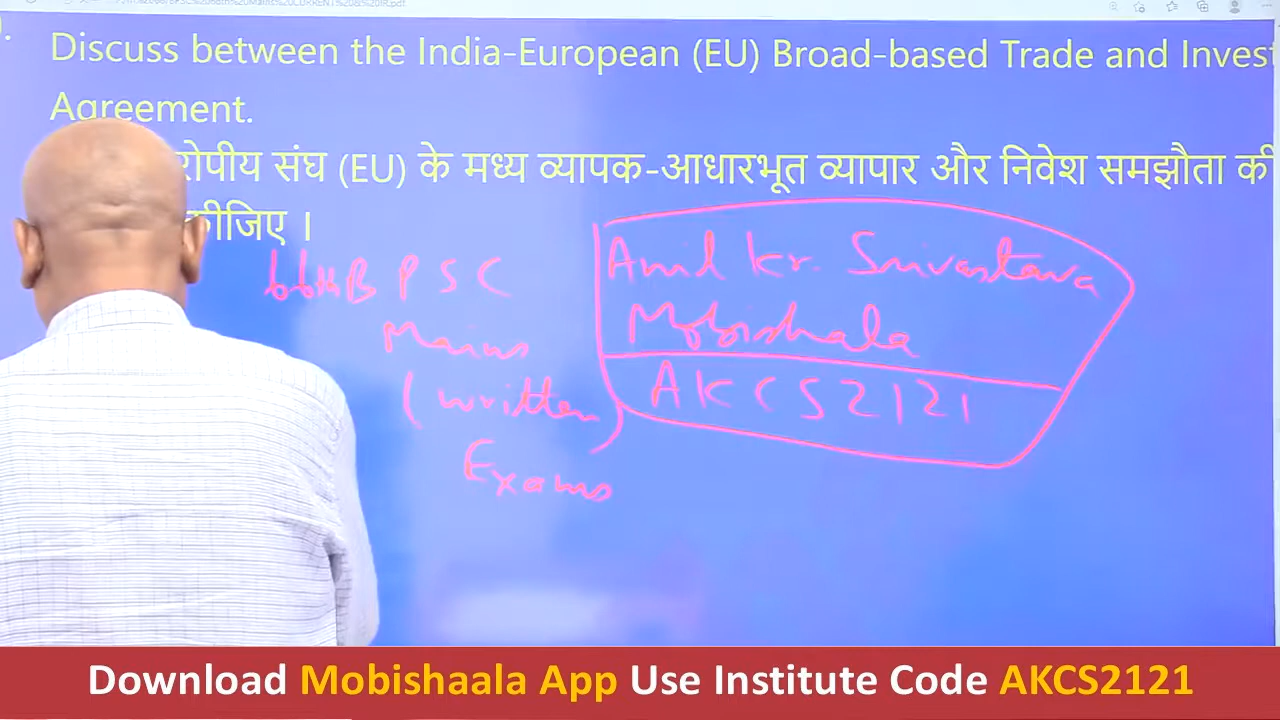 Discuss between the India-European (EU) Broad-based Trade and Invest
Agreement.
रोपीय संघ (EU) के मध्य व्यापक-आधारभूत व्यापार और निवेश समझौता की
कीजिए ।
66th B P S C
Mains
(written)
Exams
Anil Kr. Srivastava
Mobishala
AKCS2121
Download Mobishaala App Use Institute Code AKCS2121